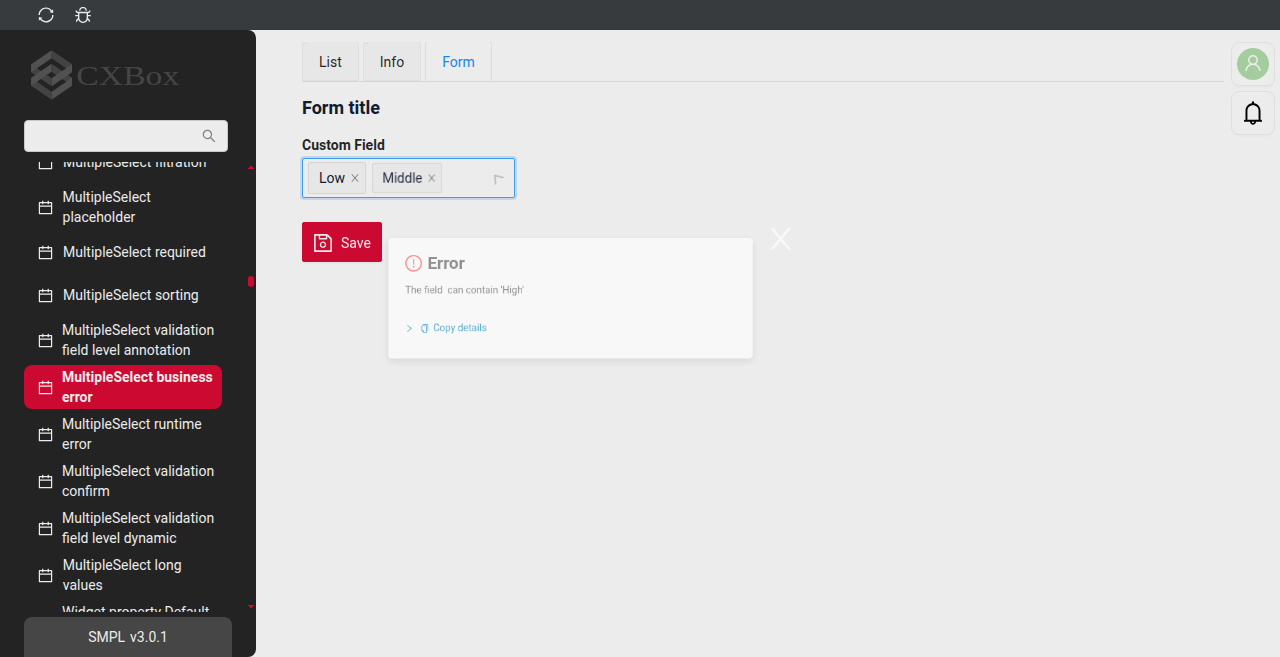 CXBox
MultipleSelect filtration
MultipleSelect
placeholder
MultipleSelect required
MultipleSelect sorting
MultipleSelect validation
field level annotation
MultipleSelect business
error
MultipleSelect runtime
error
MultipleSelect validation
confirm
MultipleSelect validation
field level dynamic
MultipleSelect long
values
Widget property Default
SMPL v3.0.1
List
Info
Form
Form title
Custom Field
Low
Middle
Save
Error
The field can contain 'High'
Copy details